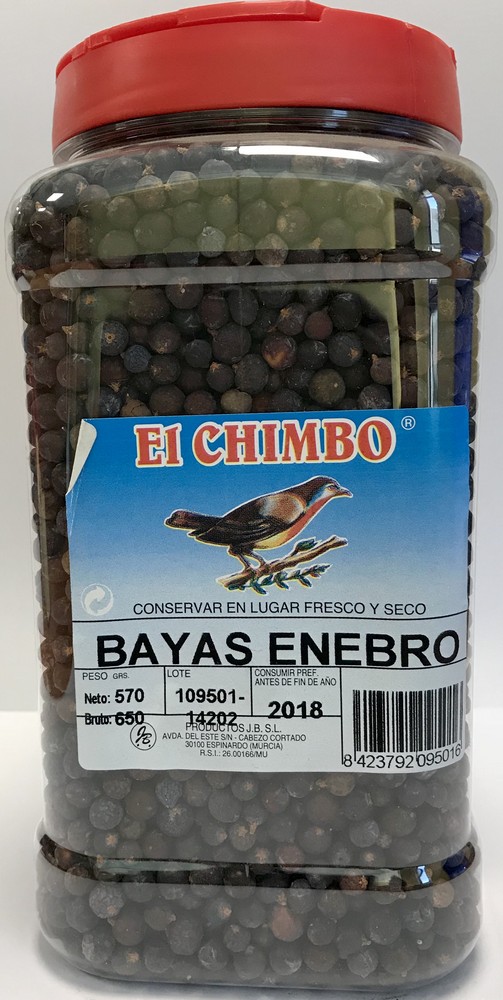 El CHIMBO ®
CONSERVAR EN LUGAR FRESCO Y SECO
BAYAS ENEBRO
PESO GRS.
Neto: 570
Bruto: 650
LOTE
109501-
14202
CONSUMIR PREF.
ANTES DE FIN DE AÑO
2018
PRODUCTOS J.B. S.L.
AVDA. DEL ESTE S/N - CABEZO CORTADO
30100 ESPINARDO (MURCIA)
R.S.I.: 26.00166/MU
J.B.
8 423792 095016